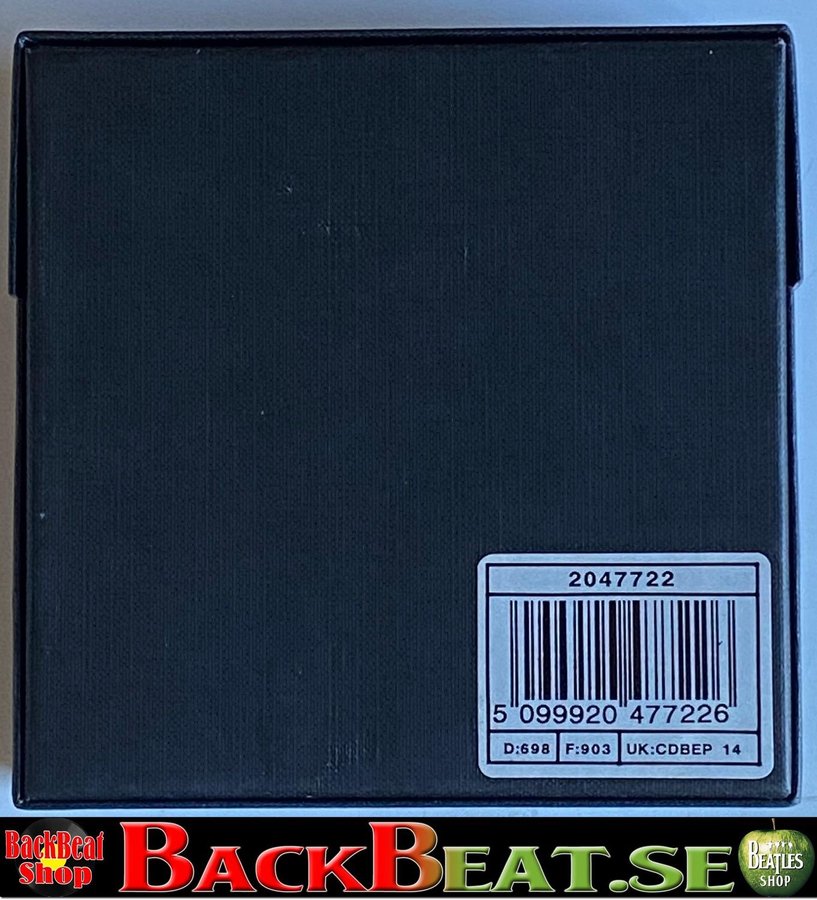 2047722
5 099920 477226
D:698 F:903 UK:CDBEP 14
BackBeat Shop
BACKBEAT.SE
BEATLES
SHOP